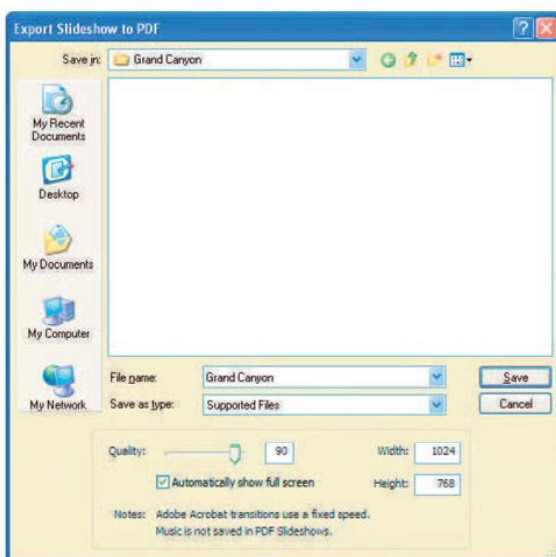 Export Slideshow to PDF
Save in: Grand Canyon
My Recent
Documents
Desktop
My Documents
My Computer
My Network
File name: Grand Canyon Save
Save as type: Supported Files Cancel
Quality: 90 Width: 1024
Automatically show full screen Height: 768
Notes: Adobe Acrobat transitions use a fixed speed.
Music is not saved in PDF Slideshows.